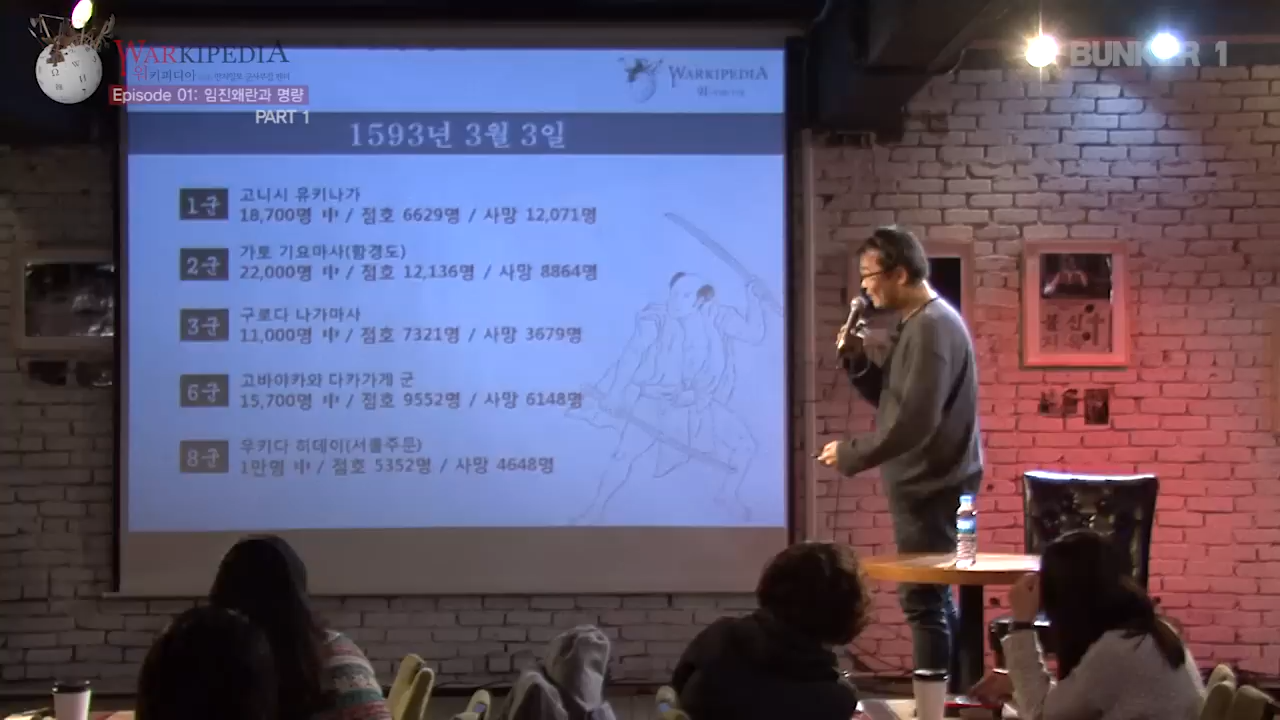 WARKIPEDIA
워키피디아
Episode 01: 임진왜란과 명량
PART 1
BUNKER 1
WARKIPEDIA
1593년 3월 3일
1군
고니시 유키나가
18,700명 中 / 점호 6629명 / 사망 12,071명
2군
가토 기요마사(함경도)
22,000명 中 / 점호 12,136명 / 사망 8864명
3군
구로다 나가마사
11,000명 中 / 점호 7321명 / 사망 3679명
6군
고바야카와 다카가게 군
15,700명 中 / 점호 9552명 / 사망 6148명
8군
우키다 히데이(서울주둔)
1만명 中 / 점호 5352명 / 사망 4648명